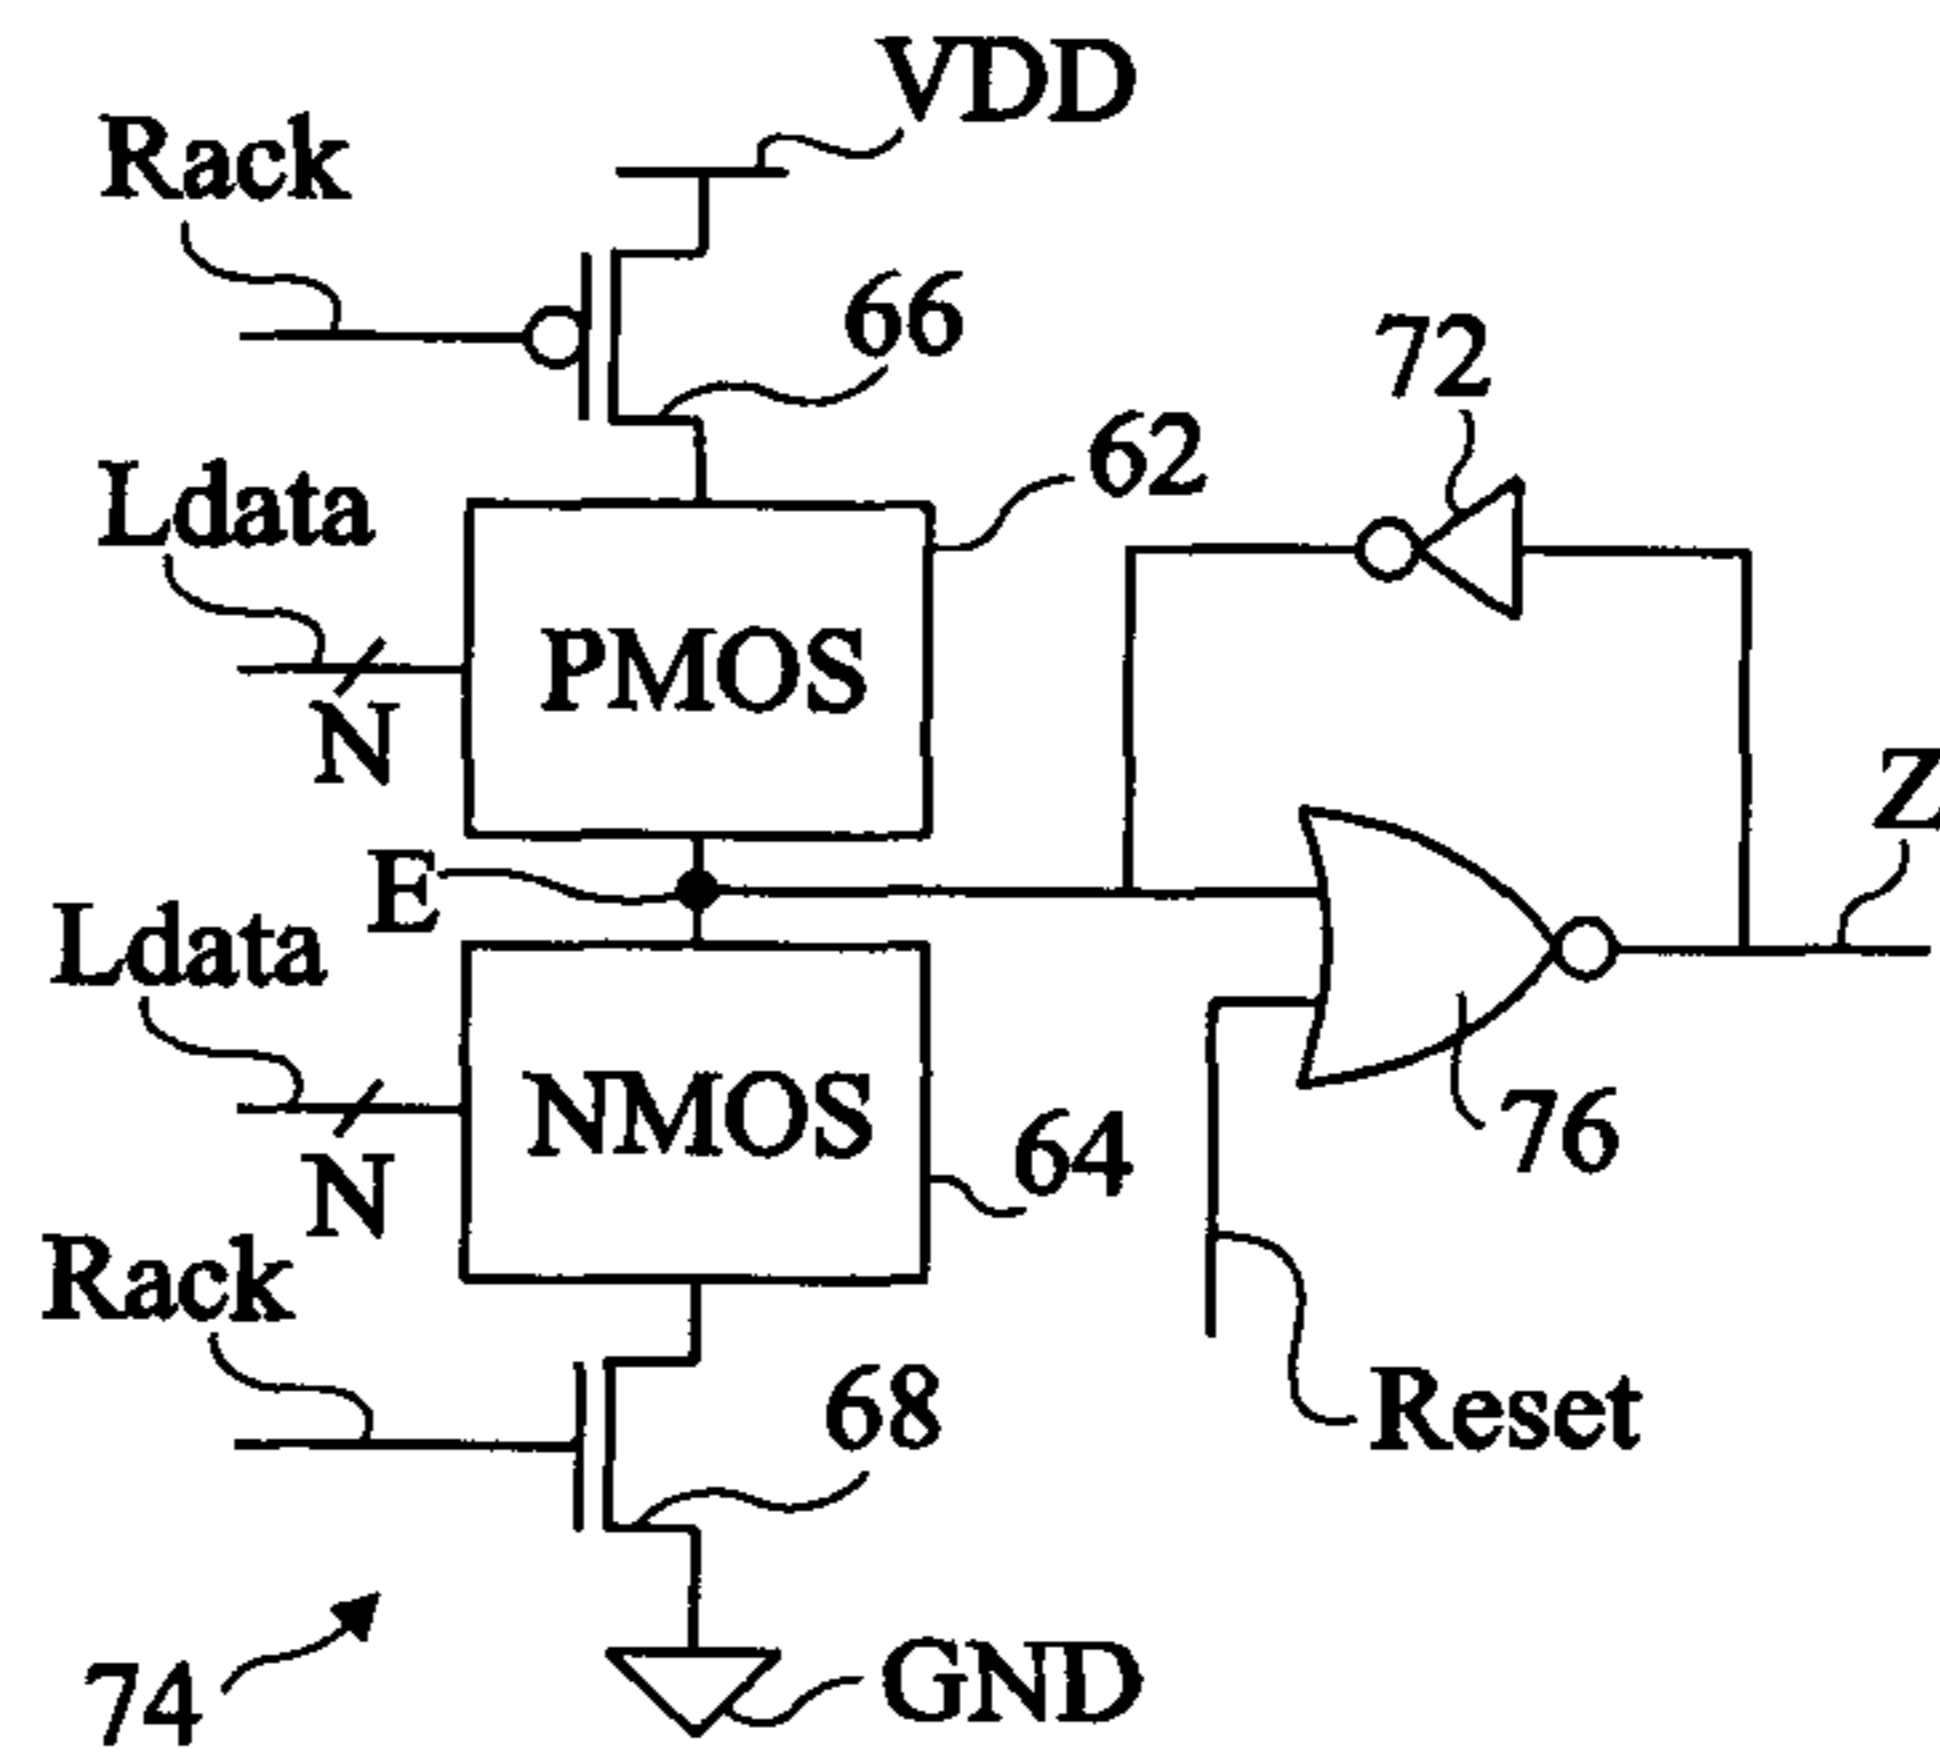 VDD
Rack
66
72
62
Ldata
PMOS
N
Z
E
Ldata
NMOS
76
64
N
Rack
68
Reset
74
GND